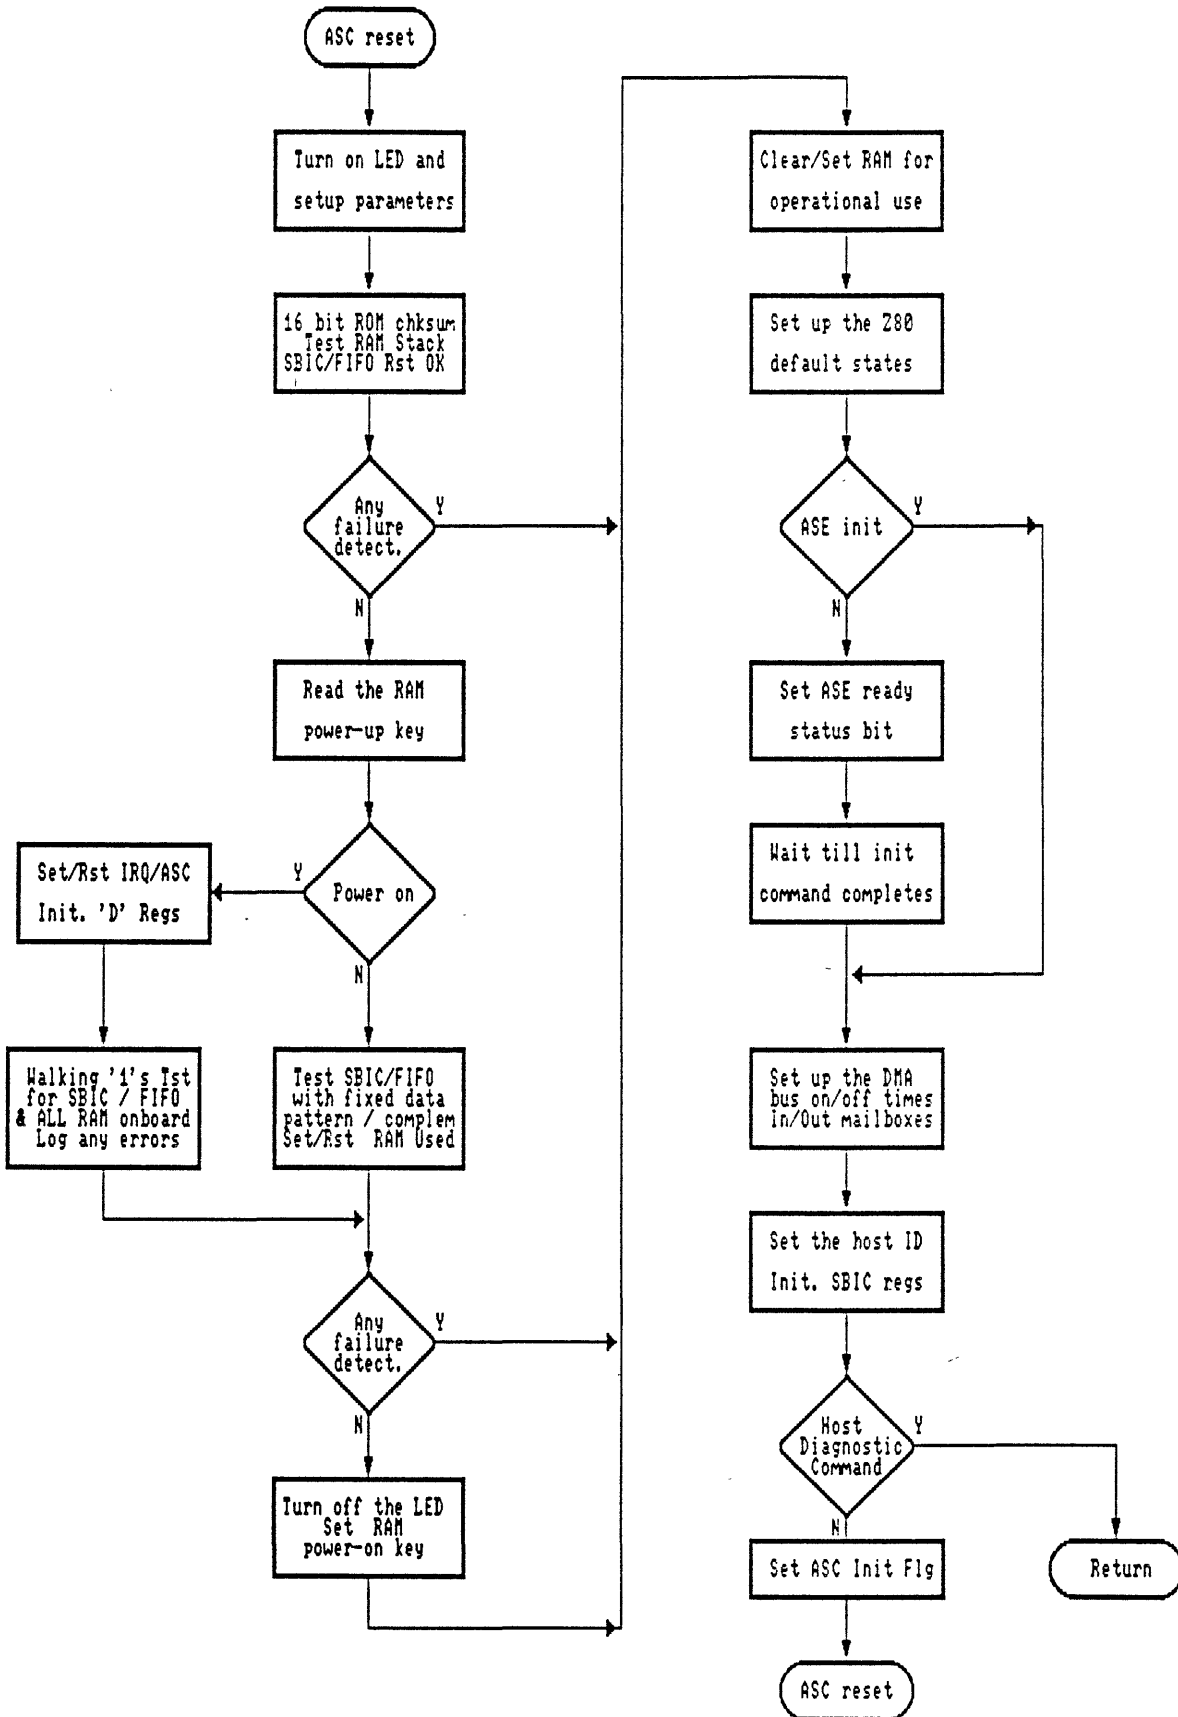 ASC reset
Turn on LED and
setup parameters
16 bit ROM chksum
Test RAM Stack
SBIC/FIFO Rst OK
Any
failure
detect.
Y
N
Read the RAM
power-up key
Power on
Y
N
Set/Rst IRQ/ASC
Init. 'D' Regs
Walking '1's Tst
for SBIC / FIFO
& ALL RAM onboard
Log any errors
Test SBIC/FIFO
with fixed data
pattern / complem
Set/Rst RAM Used
Any
failure
detect.
Y
N
Turn off the LED
Set RAM
power-on key
Clear/Set RAM for
operational use
Set up the Z80
default states
ASE init
Y
N
Set ASE ready
status bit
Wait till init
command completes
Set up the DMA
bus on/off times
In/Out mailboxes
Set the host ID
Init. SBIC regs
Host
Diagnostic
Command
Y
N
Set ASC Init Flg
Return
ASC reset